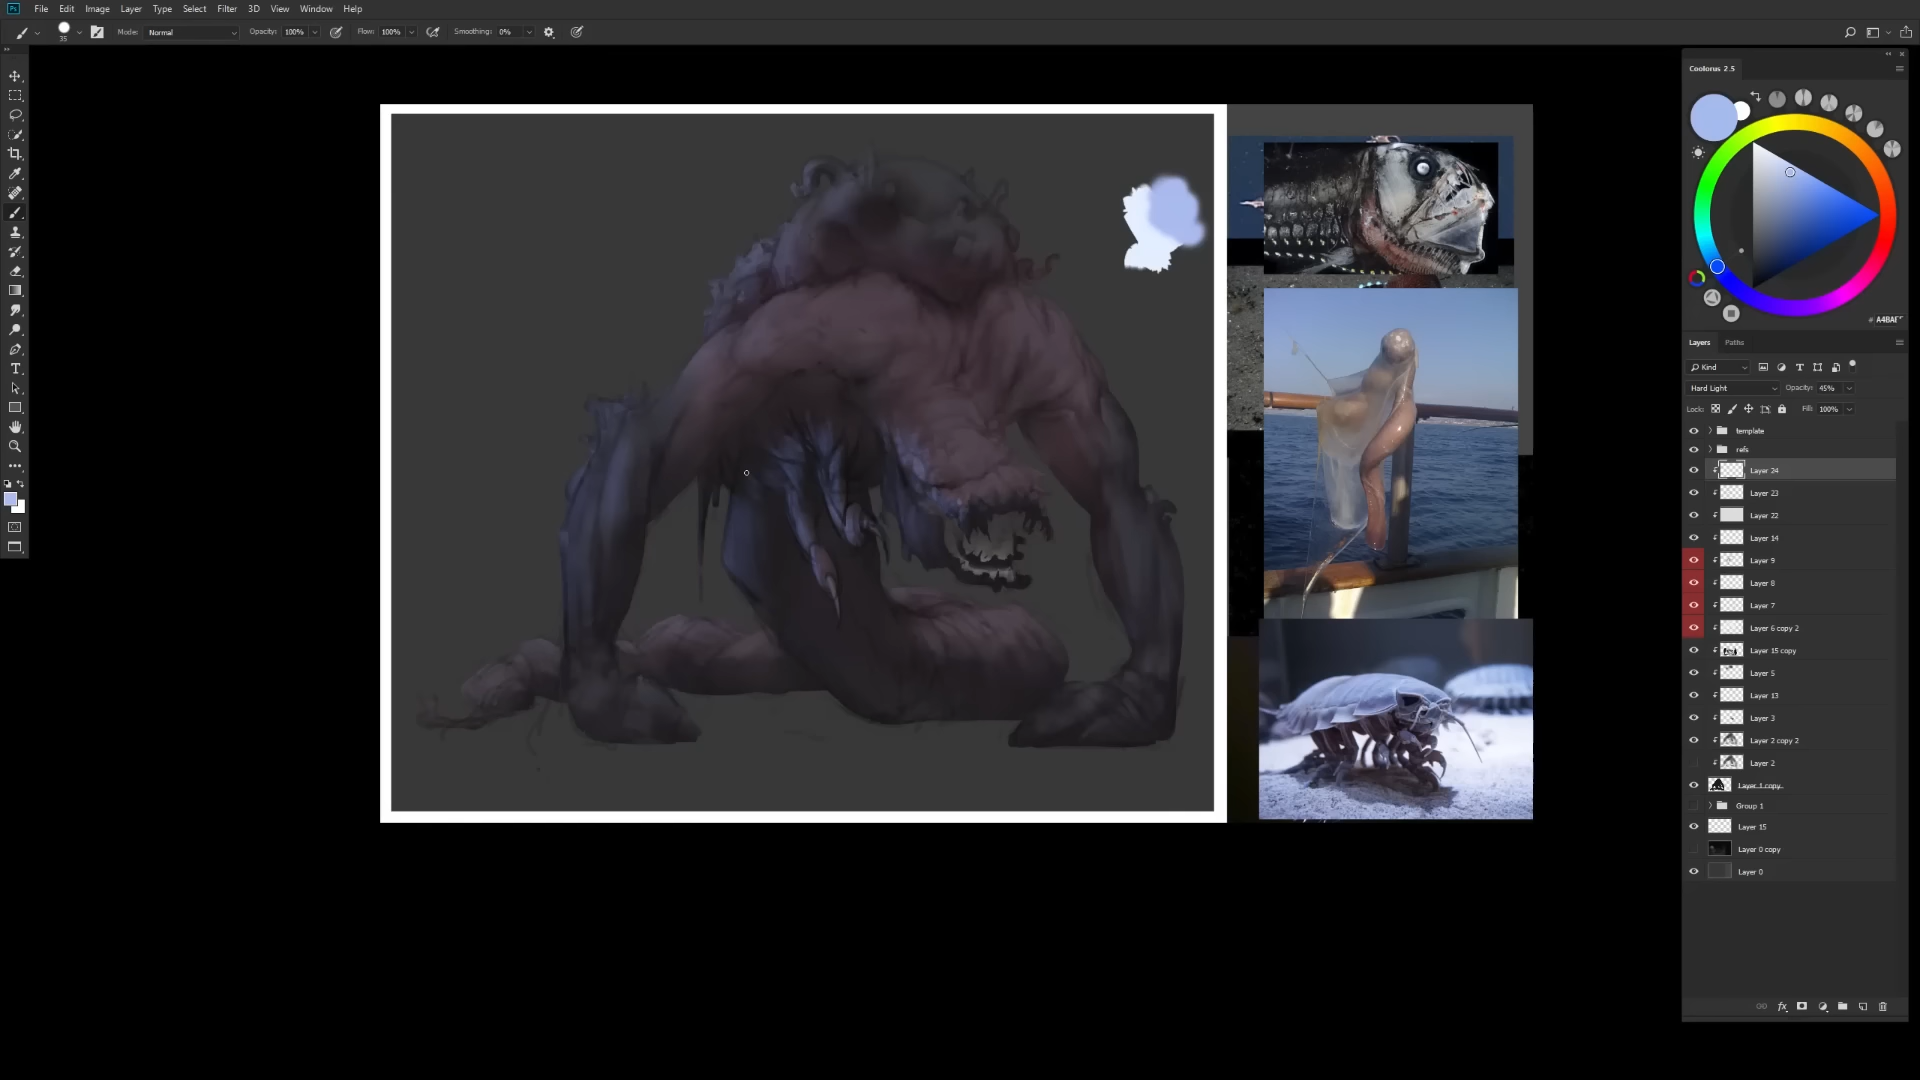 Ps File Edit Image Layer Type Select Filter 3D View Window Help
35 Mode: Normal Opacity: 100% Flow: 100% Smoothing: 0%
Coolorus 2.5
Layers Paths
Kind
Hard Light Opacity: 45%
Lock: Fill: 100%
template
refs
Layer 24
Layer 23
Layer 22
Layer 14
Layer 9
Layer 8
Layer 7
Layer 6 copy 2
Layer 15 copy
Layer 5
Layer 13
Layer 3
Layer 2 copy 2
Layer 2
Layer 1 copy
Group 1
Layer 15
Layer 0 copy
Layer 0